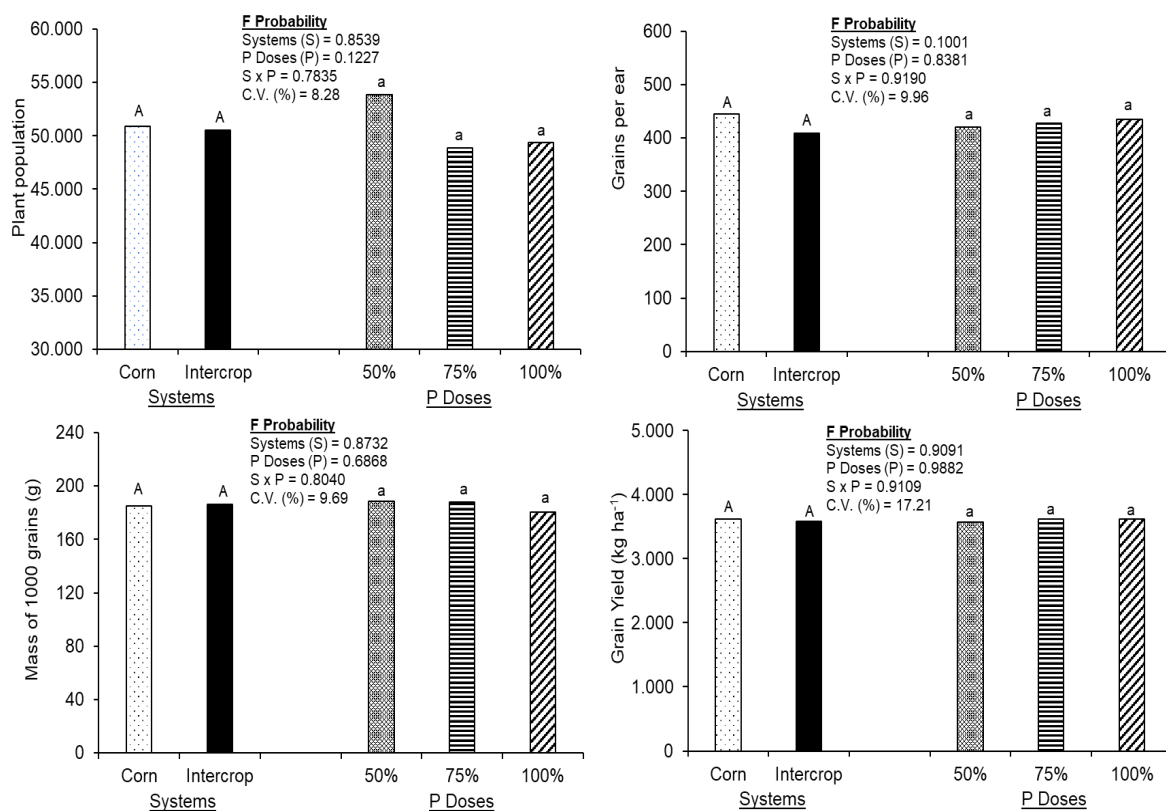 F Probability
Systems (S) = 0.8539
P Doses (P) = 0.1227
S x P = 0.7835
C.V. (%) = 8.28
Plant population
60.000
55.000
50.000
45.000
40.000
35.000
30.000
A
A
a
a
a
Corn Intercrop 50% 75% 100%
Systems P Doses
F Probability
Systems (S) = 0.1001
P Doses (P) = 0.8381
S x P = 0.9190
C.V. (%) = 9.96
Grains per ear
600
500
400
300
200
100
0
A
A
a
a
a
Corn Intercrop 50% 75% 100%
Systems P Doses
F Probability
Systems (S) = 0.8732
P Doses (P) = 0.6868
S x P = 0.8040
C.V. (%) = 9.69
Mass of 1000 grains (g)
240
200
160
120
80
40
0
A
A
a
a
a
Corn Intercrop 50% 75% 100%
Systems P Doses
F Probability
Systems (S) = 0.9091
P Doses (P) = 0.9882
S x P = 0.9109
C.V. (%) = 17.21
Grain Yield (kg ha⁻¹)
5.000
4.000
3.000
2.000
1.000
0
A
A
a
a
a
Corn Intercrop 50% 75% 100%
Systems P Doses